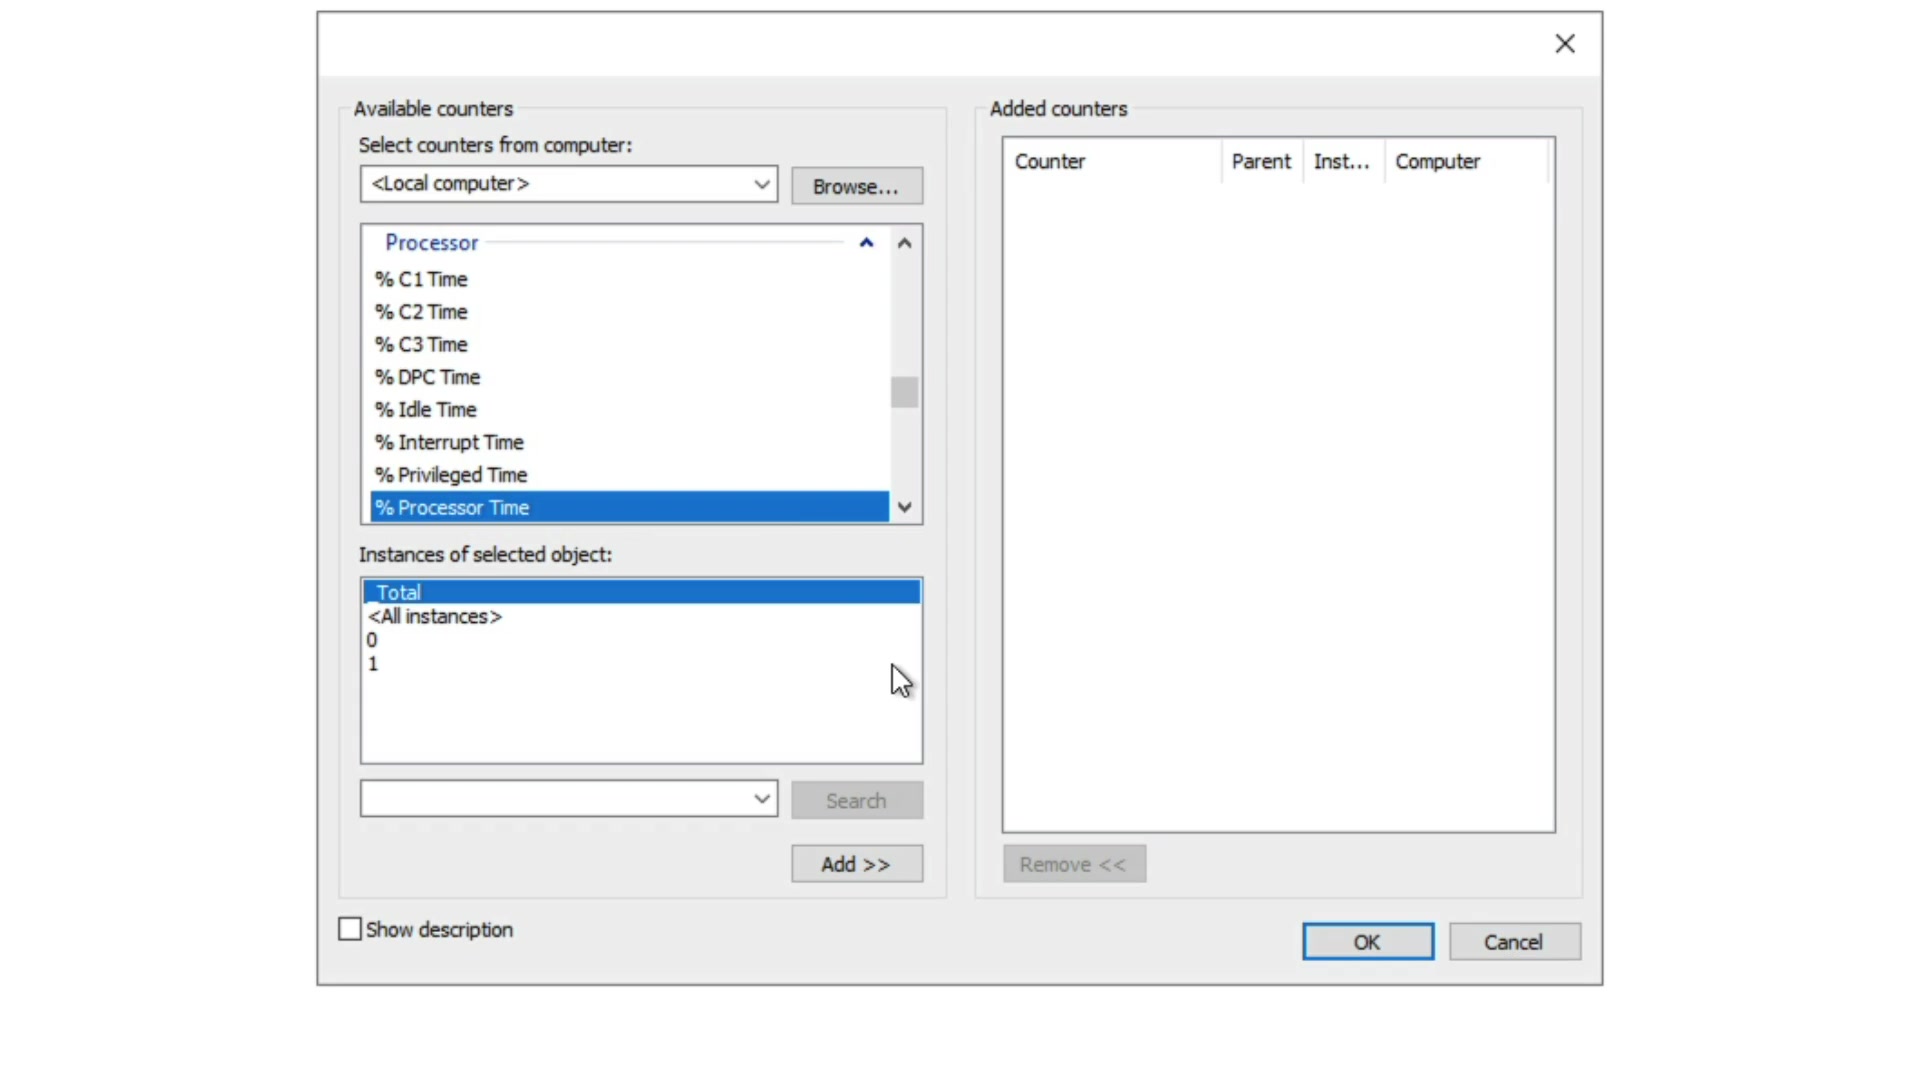 Available counters
Select counters from computer:
<Local computer>
Browse...
Processor
% C1 Time
% C2 Time
% C3 Time
% DPC Time
% Idle Time
% Interrupt Time
% Privileged Time
% Processor Time
Instances of selected object:
_Total
<All instances>
0
1
Search
Add >>
Show description
Added counters
Counter Parent Inst... Computer
Remove <<
OK Cancel